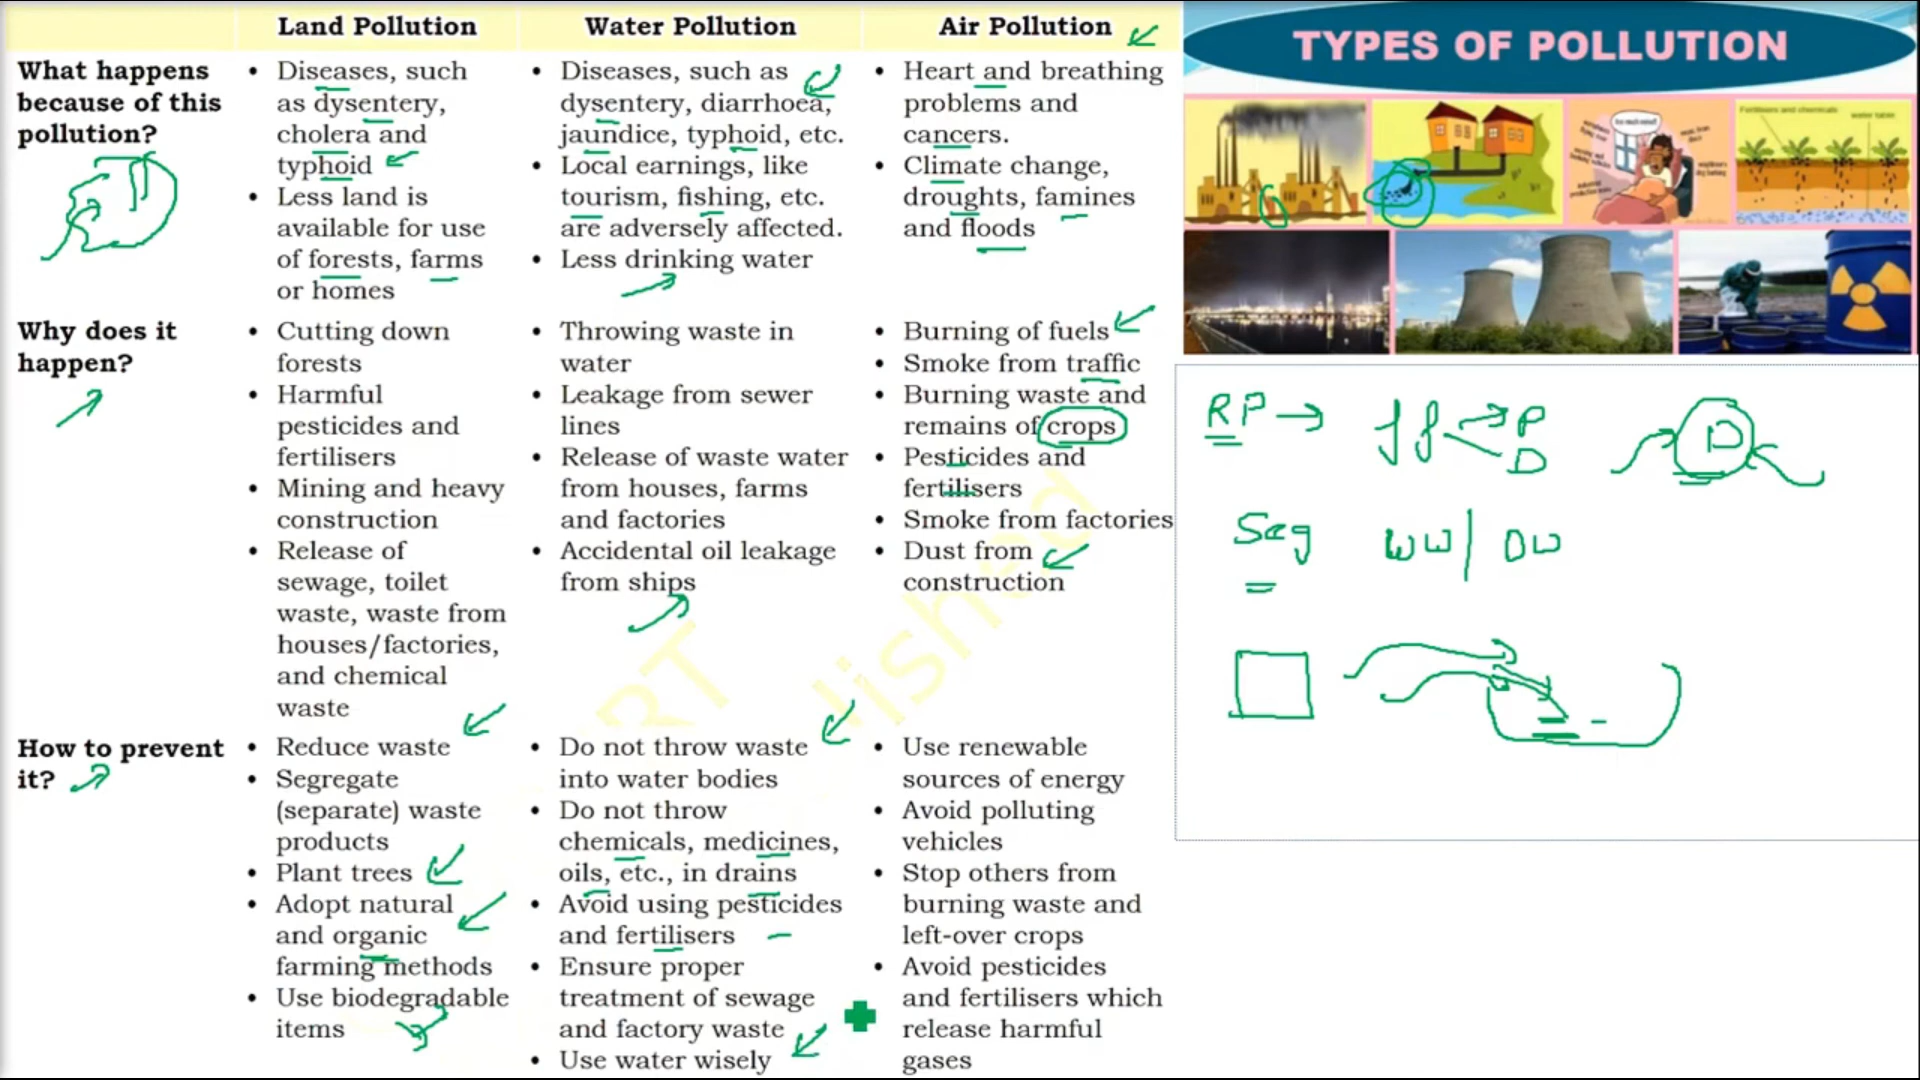 Land Pollution
Water Pollution
Air Pollution
What happens
because of this
pollution?
• Diseases, such
as dysentery,
cholera and
typhoid
• Less land is
available for use
of forests, farms
or homes
• Diseases, such as
dysentery, diarrhoea,
jaundice, typhoid, etc.
• Local earnings, like
tourism, fishing, etc.
are adversely affected.
• Less drinking water
• Heart and breathing
problems and
cancers.
• Climate change,
droughts, famines
and floods
Why does it
happen?
• Cutting down
forests
• Harmful
pesticides and
fertilisers
• Mining and heavy
construction
• Release of
sewage, toilet
waste, waste from
houses/factories,
and chemical
waste
• Throwing waste in
water
• Leakage from sewer
lines
• Release of waste water
from houses, farms
and factories
• Accidental oil leakage
from ships
• Burning of fuels
• Smoke from traffic
• Burning waste and
remains of crops
• Pesticides and
fertilisers
• Smoke from factories
• Dust from
construction
How to prevent
it?
• Reduce waste
• Segregate
(separate) waste
products
• Plant trees
• Adopt natural
and organic
farming methods
• Use biodegradable
items
• Do not throw waste
into water bodies
• Do not throw
chemicals, medicines,
oils, etc., in drains
• Avoid using pesticides
and fertilisers
• Ensure proper
treatment of sewage
and factory waste
• Use water wisely
• Use renewable
sources of energy
• Avoid polluting
vehicles
• Stop others from
burning waste and
left-over crops
• Avoid pesticides
and fertilisers which
release harmful
gases
TYPES OF POLLUTION
Fertilisers and chemicals
water table
RP → P
D
D
Seg WW | DW